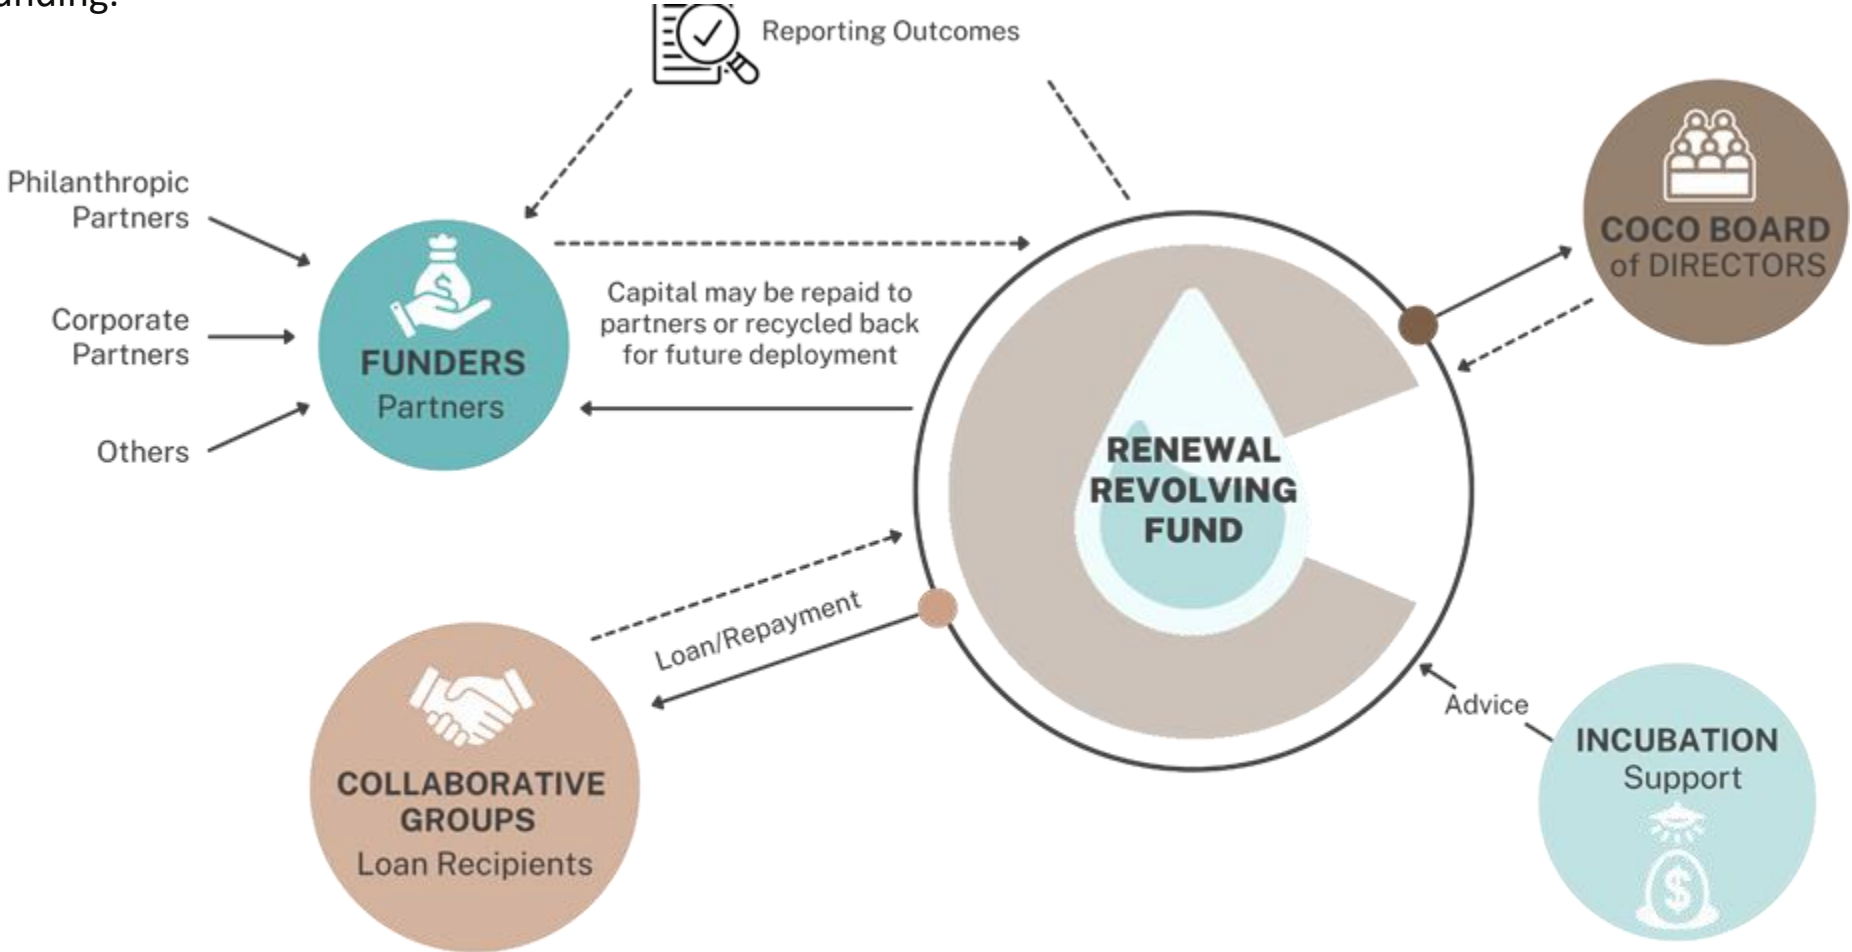 Reporting Outcomes
Philanthropic
Partners
Corporate
Partners
Others
$
FUNDERS
Partners
Capital may be repaid to
partners or recycled back
for future deployment
RENEWAL
REVOLVING
FUND
COCO BOARD
of DIRECTORS
Loan/Repayment
COLLABORATIVE
GROUPS
Loan Recipients
Advice
INCUBATION
Support
$